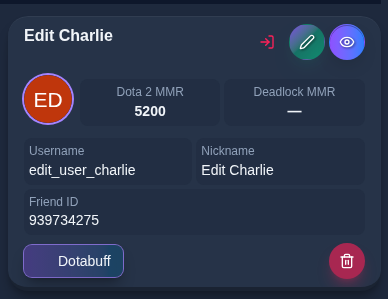 Edit Charlie
ED
Dota 2 MMR
5200
Deadlock MMR
—
Username
edit_user_charlie
Nickname
Edit Charlie
Friend ID
939734275
Dotabuff